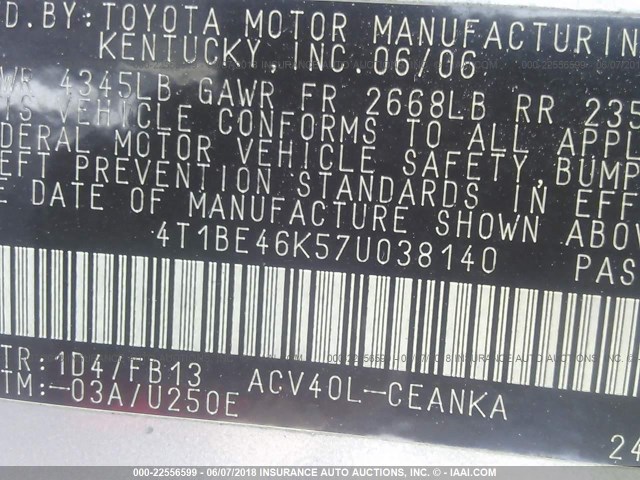 D.BY:TOYOTA MOTOR MANUFACTURIN
KENTUCKY,INC.06/06
WR 4345LB GAWR FR 2668LB RR 235
VEHICLE CONFORMS TO ALL APPL
DERAL MOTOR VEHICLE SAFETY,BUMP
EFT PREVENTION STANDARDS IN EFF
E DATE OF MANUFACTURE SHOWN ABOV
4T1BE46K57U038140 PAS
TR:1D4/FB13 ACV40L-CEANKA
TM:-03A/U250E
24
000-22556599 - 06/07/2018 INSURANCE AUTO AUCTIONS, INC. - © - IAAI.COM